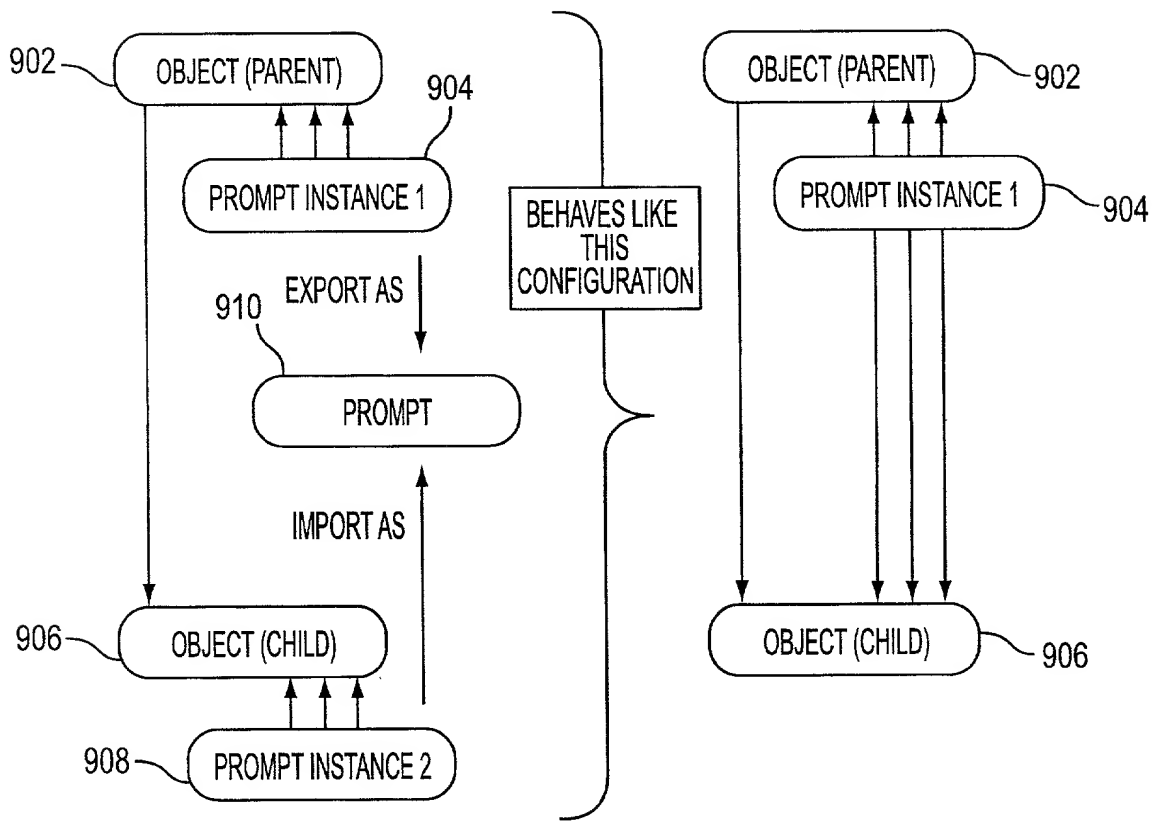 902
OBJECT (PARENT)
904
PROMPT INSTANCE 1
EXPORT AS
910
PROMPT
IMPORT AS
906
OBJECT (CHILD)
908
PROMPT INSTANCE 2
BEHAVES LIKE
THIS
CONFIGURATION
OBJECT (PARENT)
902
PROMPT INSTANCE 1
904
OBJECT (CHILD)
906